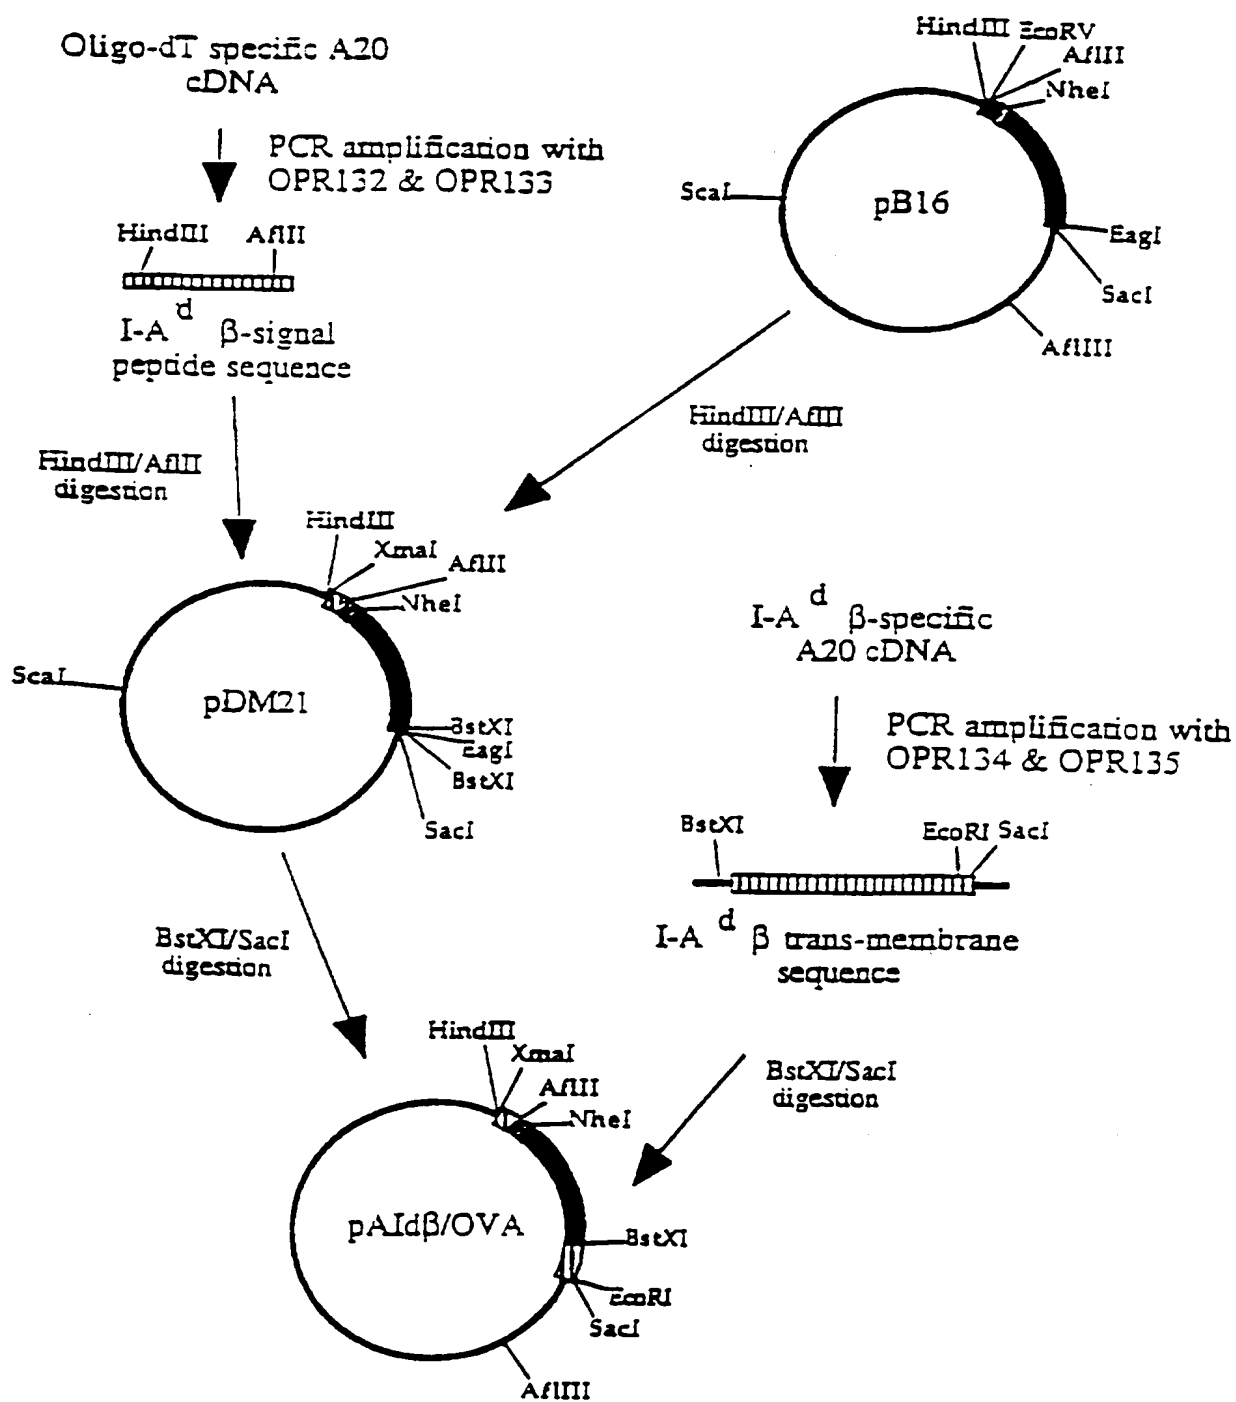 Oligo-dT specific A20
cDNA
PCR amplification with
OPR132 & OPR133
HindIII AflII
I-A d β-signal
peptide sequence
HindIII/AflII
digestion
HindIII EcoRV
AflII
NheI
ScaI
pB16
EagI
SacI
AflIII
HindIII/AflII
digestion
HindIII
XmaI
AflII
NheI
ScaI
pDM21
BstXI
EagI
BstXI
SacI
I-A d β-specific
A20 cDNA
PCR amplification with
OPR134 & OPR135
BstXI
EcoRI SacI
I-A d β trans-membrane
sequence
BstXI/SacI
digestion
BstXI/SacI
digestion
HindIII
XmaI
AflII
NheI
pAIdβ/OVA
BstXI
EcoRI
SacI
AflIII